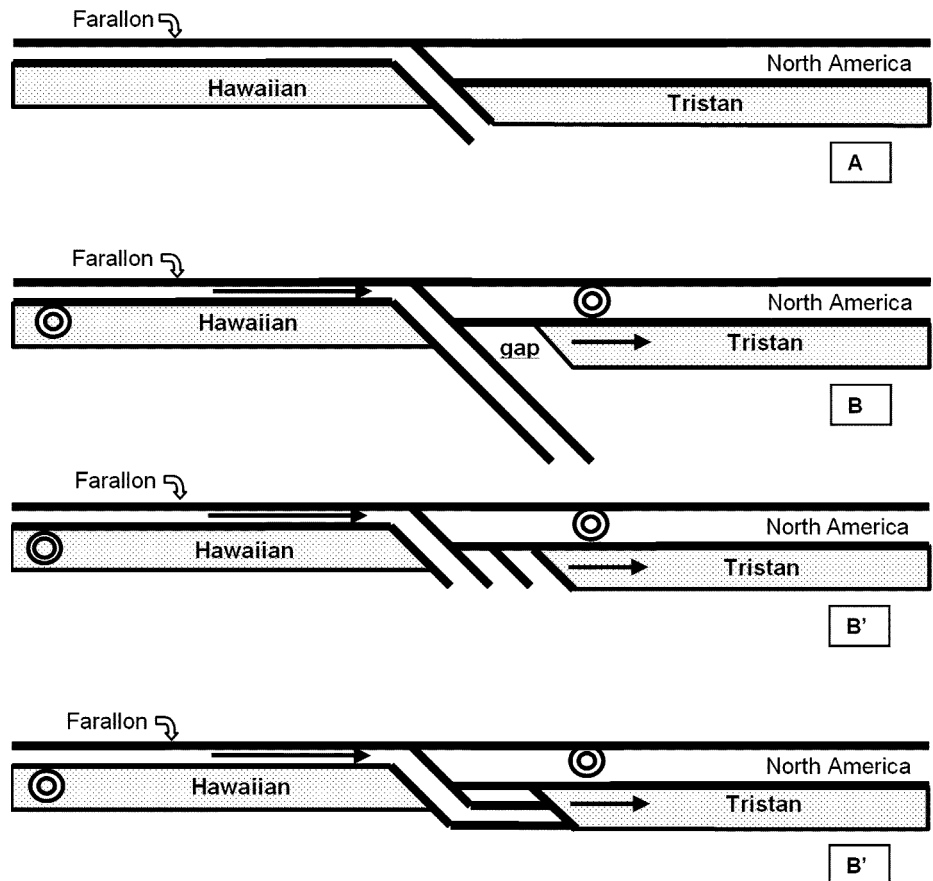 Farallon
North America
Hawaiian
Tristan
A
Farallon
North America
Hawaiian
gap
Tristan
B
Farallon
North America
Hawaiian
Tristan
B’
Farallon
North America
Hawaiian
Tristan
B’